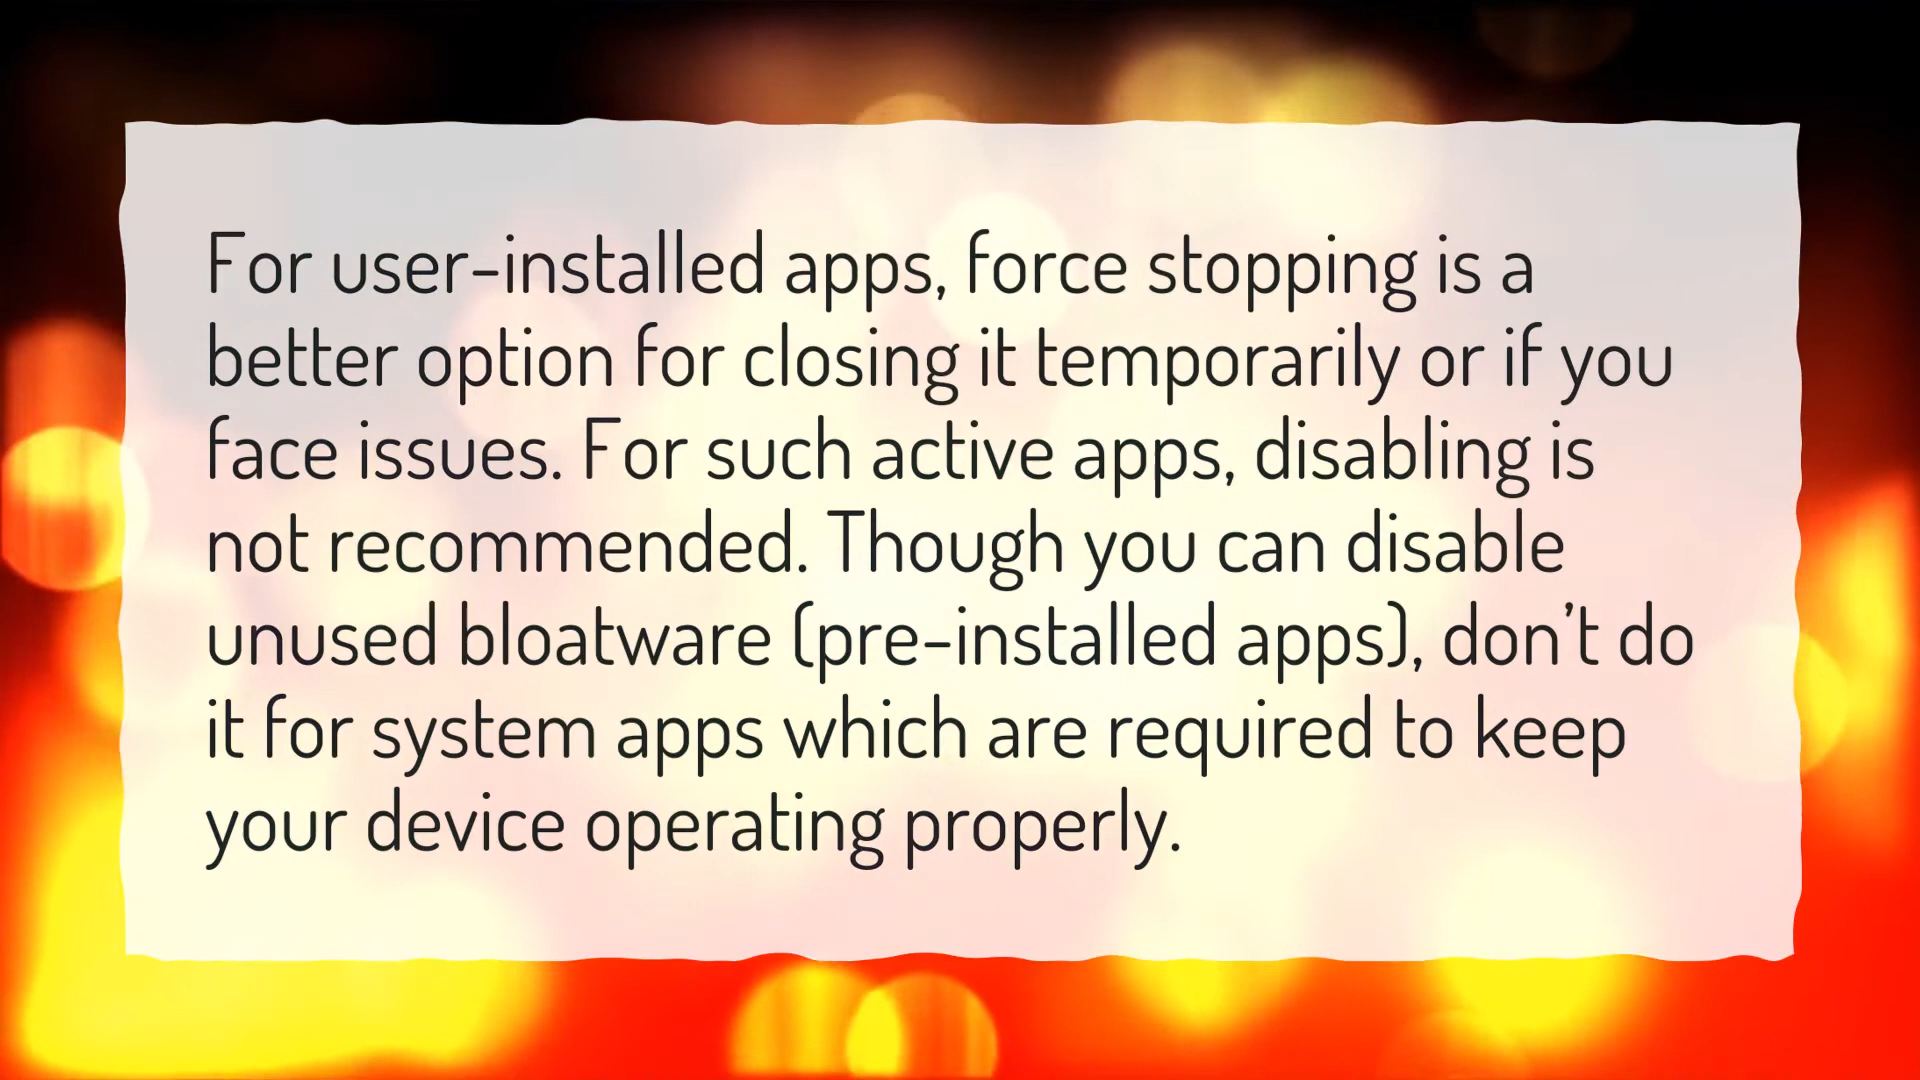 For user-installed apps, force stopping is a
better option for closing it temporarily or if you
face issues. For such active apps, disabling is
not recommended. Though you can disable
unused bloatware (pre-installed apps), don’t do
it for system apps which are required to keep
your device operating properly.